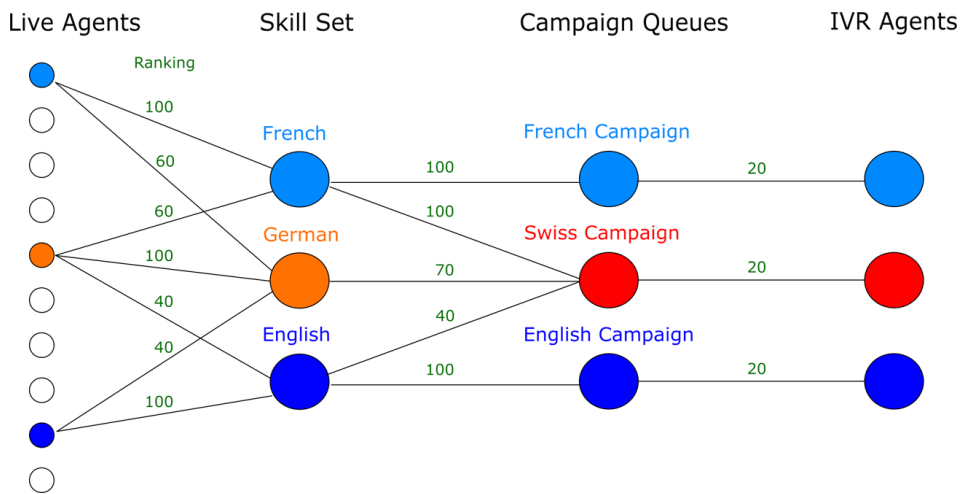 Live Agents
Skill Set
Campaign Queues
IVR Agents
Ranking
100
60
60
100
40
40
100
French
German
English
100
100
70
40
100
French Campaign
Swiss Campaign
English Campaign
20
20
20